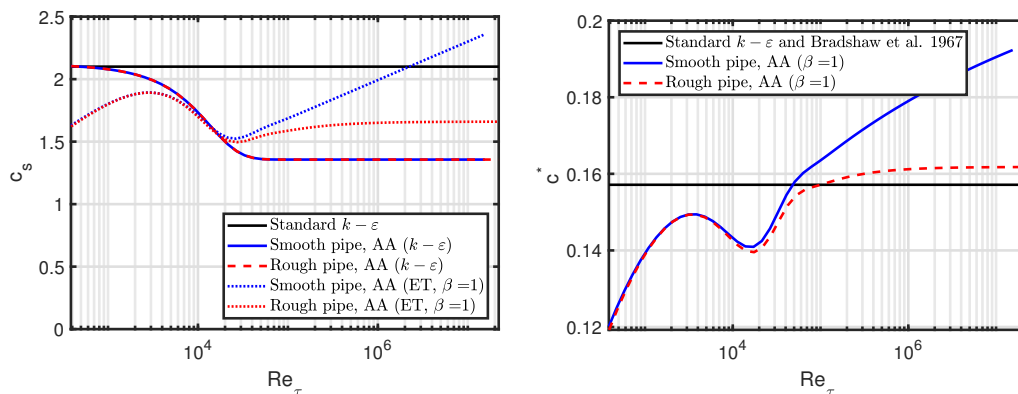 2.5
2
1.5
1
0.5
0
c_s
Standard k − ε
Smooth pipe, AA (k − ε)
Rough pipe, AA (k − ε)
Smooth pipe, AA (ET, β =1)
Rough pipe, AA (ET, β =1)
10^4
10^6
Re_τ
0.2
0.18
0.16
0.14
0.12
c^*
Standard k − ε and Bradshaw et al. 1967
Smooth pipe, AA (β =1)
Rough pipe, AA (β =1)
10^4
10^6
Re_τ